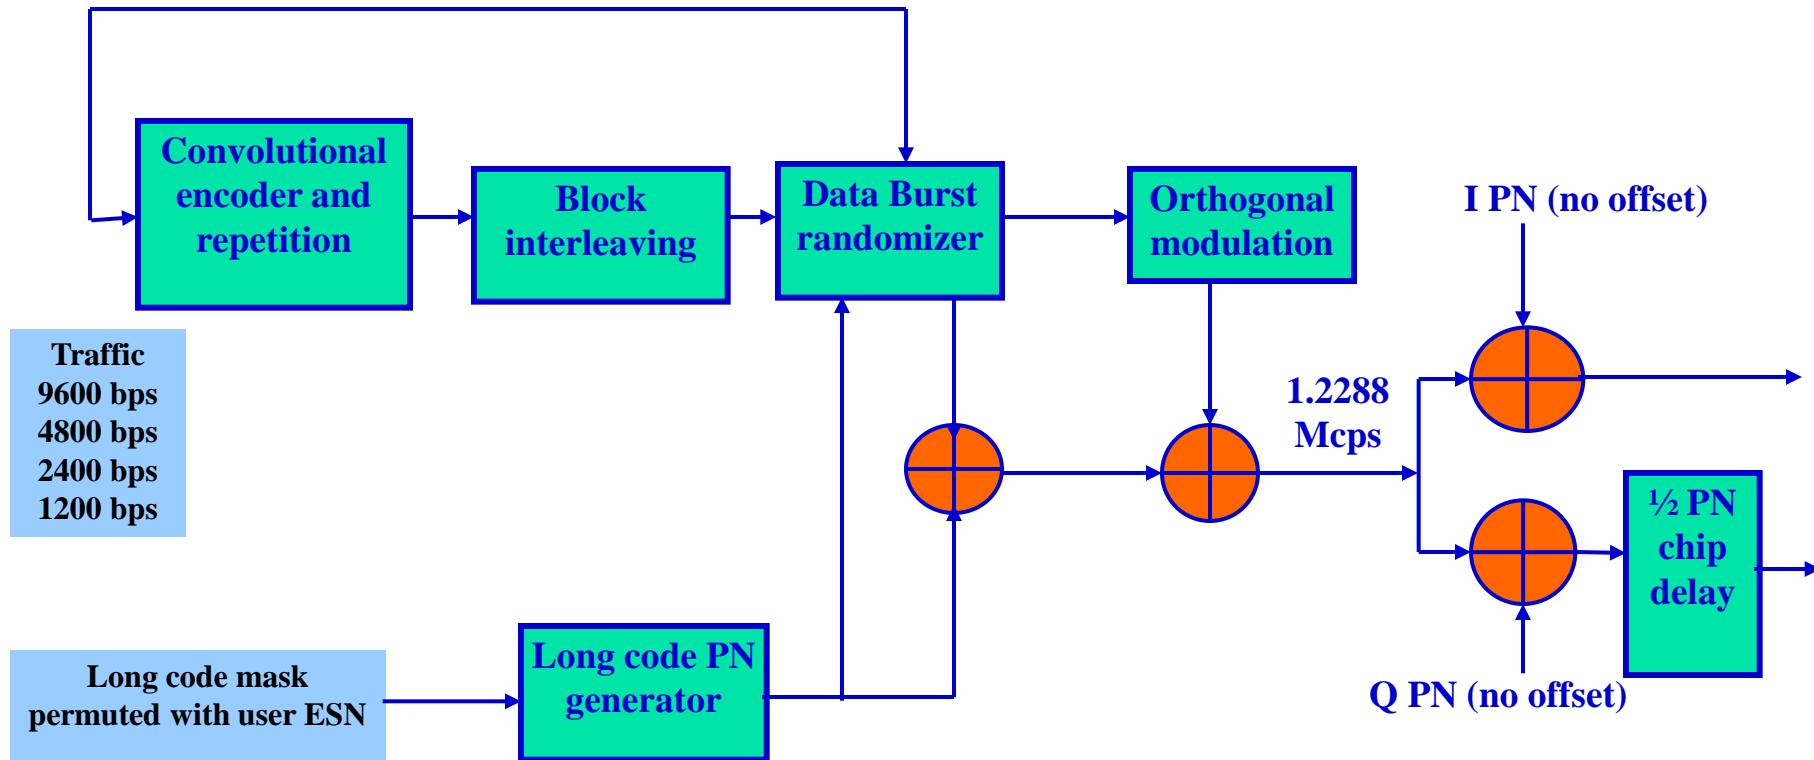 Convolutional
encoder and
repetition
Block
interleaving
Data Burst
randomizer
Orthogonal
modulation
I PN (no offset)
Traffic
9600 bps
4800 bps
2400 bps
1200 bps
1.2288
Mcps
½ PN
chip
delay
Long code mask
permuted with user ESN
Long code PN
generator
Q PN (no offset)